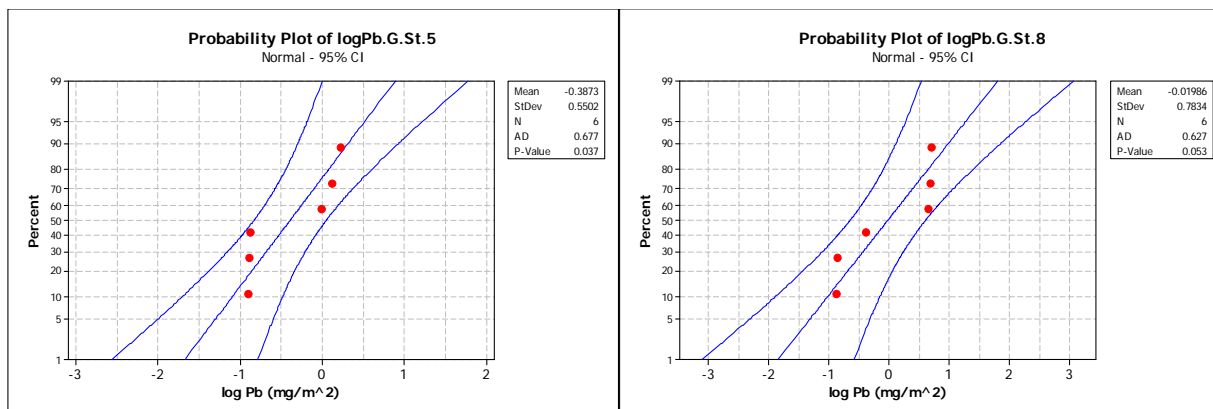 Probability Plot of logPb.G.St.5
Normal - 95% CI
99
95
90
80
70
60
50
40
30
20
10
5
1
Percent
-3 -2 -1 0 1 2
log Pb (mg/m^2)
Mean -0.3873
StDev 0.5502
N 6
AD 0.677
P-Value 0.037
Probability Plot of logPb.G.St.8
Normal - 95% CI
99
95
90
80
70
60
50
40
30
20
10
5
1
Percent
-3 -2 -1 0 1 2 3
log Pb (mg/m^2)
Mean -0.01986
StDev 0.7834
N 6
AD 0.627
P-Value 0.053